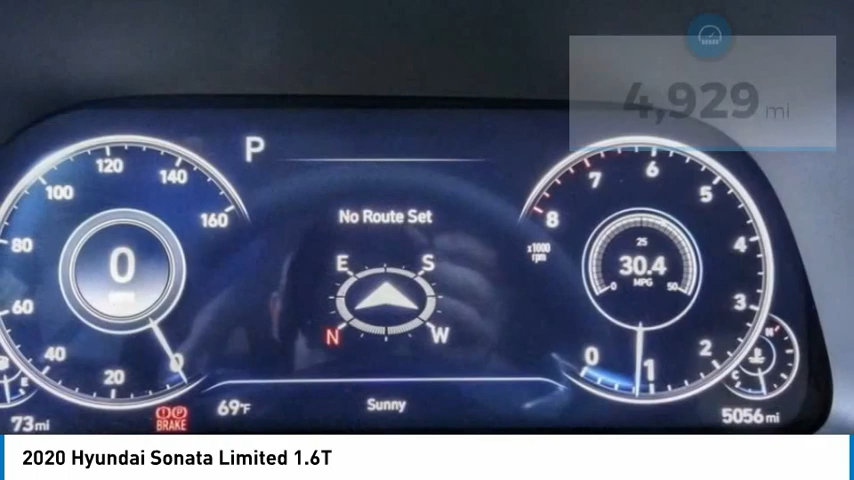 4,929 mi
P
120
140
100
160
80
0
60
40
0
20
73mi
BRAKE
69°F
Sunny
No Route Set
E
S
N
W
6
7
5
8
x1000
rpm
4
25
30.4
MPG
0
50
3
2
0
1
H
C
E
5056 mi
2020 Hyundai Sonata Limited 1.6T